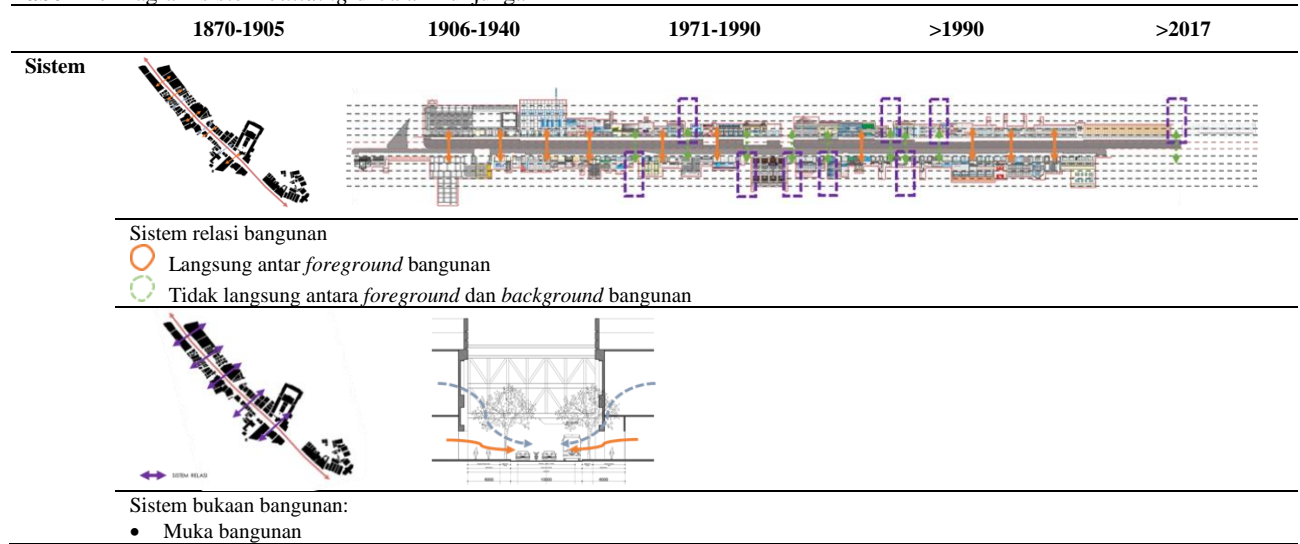 1870-1905 1906-1940 1971-1990 >1990 >2017
Sistem
Sistem relasi bangunan
Langsung antar foreground bangunan
Tidak langsung antara foreground dan background bangunan
SISTEM RELASI
Sistem bukaan bangunan:
• Muka bangunan